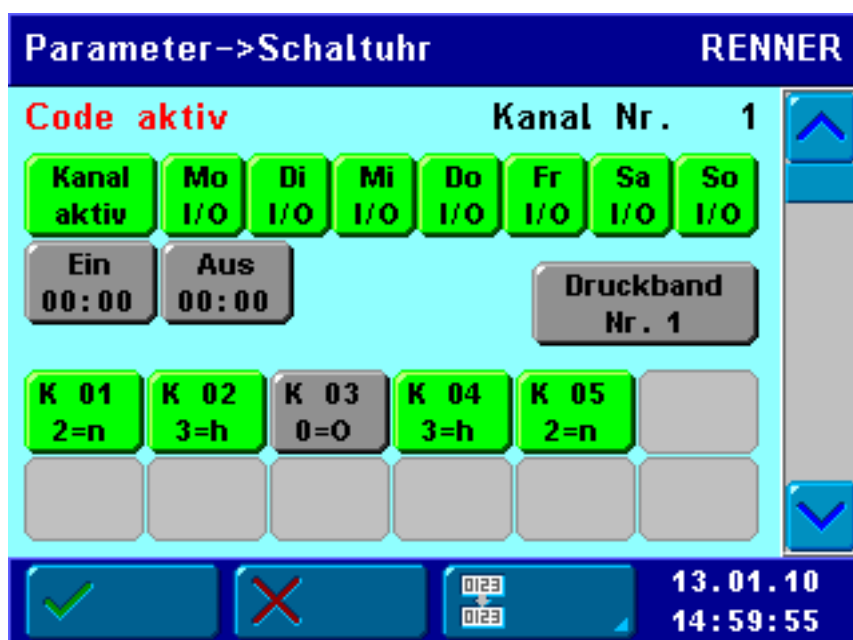 Parameter->Schaltuhr RENNER
Code aktiv Kanal Nr. 1
Kanal aktiv
Mo I/O
Di I/O
Mi I/O
Do I/O
Fr I/O
Sa I/O
So I/O
Ein 00:00
Aus 00:00
Druckband Nr. 1
K 01 2=n
K 02 3=h
K 03 0=O
K 04 3=h
K 05 2=n
0123
0123
13.01.10
14:59:55